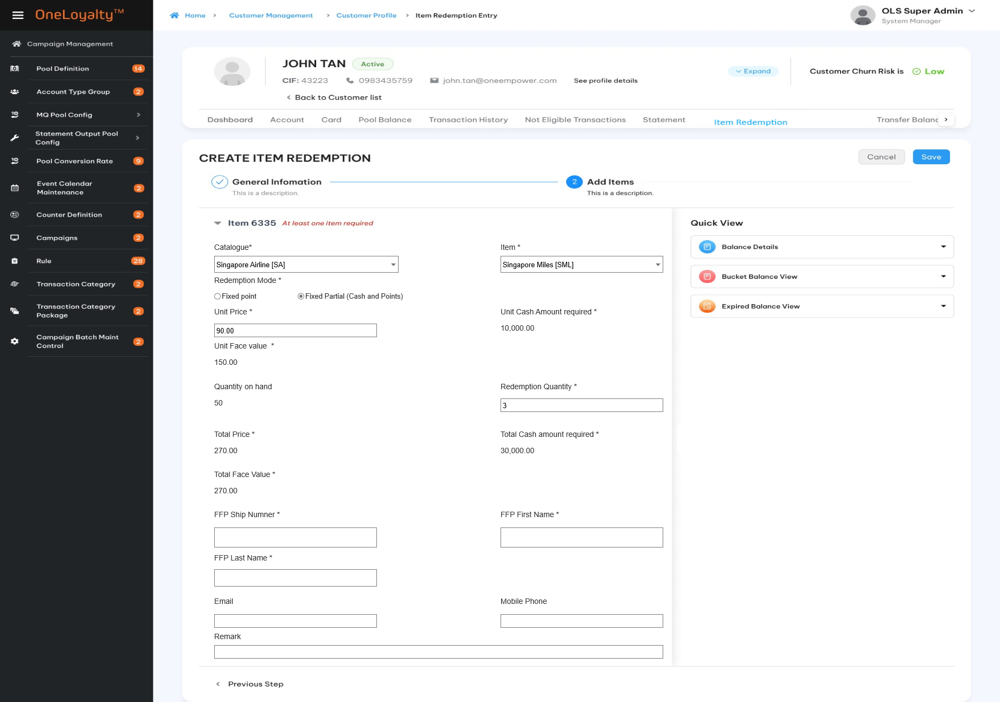 OneLoyalty™
Home > Customer Management > Customer Profile > Item Redemption Entry
OLS Super Admin
System Manager
Campaign Management
Pool Definition 14
Account Type Group 2
MQ Pool Config >
Statement Output Pool
Config >
Pool Conversion Rate 9
Event Calendar
Maintenance 2
Counter Definition 2
Campaigns 2
Rule 28
Transaction Category 2
Transaction Category
Package 2
Campaign Batch Maint
Control 2
JOHN TAN Active
CIF: 43223 0983435759 john.tan@oneempower.com See profile details
< Back to Customer list
Expand
Customer Churn Risk is Low
Dashboard Account Card Pool Balance Transaction History Not Eligible Transactions Statement Item Redemption Transfer Balanc >
CREATE ITEM REDEMPTION
Cancel Save
General Infomation
This is a description.
2 Add Items
This is a description.
Item 6335 At least one item required
Catalogue* Item *
Singapore Airline [SA] Singapore Miles [SML]
Redemption Mode *
Fixed point Fixed Partial (Cash and Points)
Unit Price * Unit Cash Amount required *
90.00 10,000.00
Unit Face value *
150.00
Quantity on hand Redemption Quantity *
50 3
Total Price * Total Cash amount required *
270.00 30,000.00
Total Face Value *
270.00
FFP Ship Numner * FFP First Name *
FFP Last Name *
Email Mobile Phone
Remark
< Previous Step
Quick View
Balance Details
Bucket Balance View
Expired Balance View